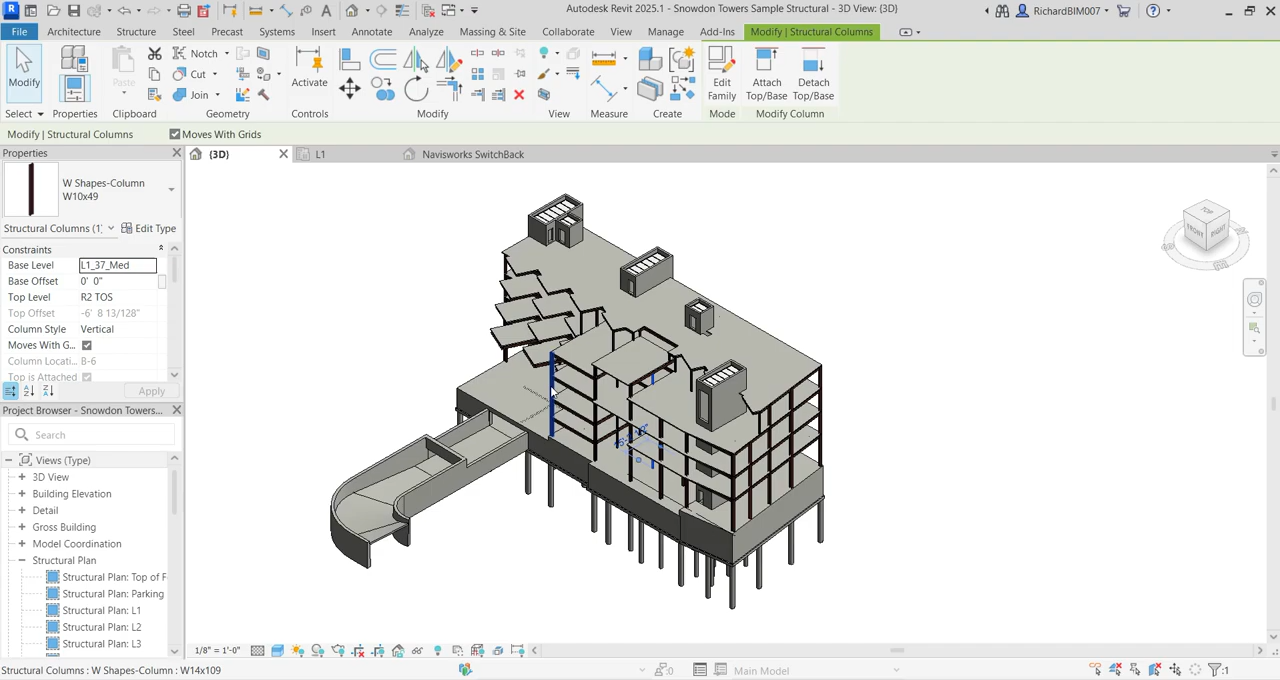 Autodesk Revit 2025.1 - Snowdon Towers Sample Structural - 3D View: {3D}
RichardBIM007
File
Architecture
Structure
Steel
Precast
Systems
Insert
Annotate
Analyze
Massing & Site
Collaborate
View
Manage
Add-Ins
Modify | Structural Columns
Modify
Paste
Notch
Cut
Join
Activate
Edit
Family
Attach
Top/Base
Detach
Top/Base
Select
Properties
Clipboard
Geometry
Controls
Modify
View
Measure
Create
Mode
Modify Column
Modify | Structural Columns
Moves With Grids
Properties
{3D}
L1
Navisworks SwitchBack
W Shapes-Column
W10x49
Structural Columns (1)
Edit Type
Constraints
Base Level L1_37_Med
Base Offset 0' 0"
Top Level R2 TOS
Top Offset -6' 8 13/128"
Column Style Vertical
Moves With G...
Column Locati... B-6
Top is Attached
Apply
Project Browser - Snowdon Towers...
Search
Views (Type)
3D View
Building Elevation
Detail
Gross Building
Model Coordination
Structural Plan
Structural Plan: Top of F
Structural Plan: Parking
Structural Plan: L1
Structural Plan: L2
Structural Plan: L3
TOP
FRONT
RIGHT
1/8" = 1'-0"
Structural Columns : W Shapes-Column : W14x109
:0
Main Model
:1